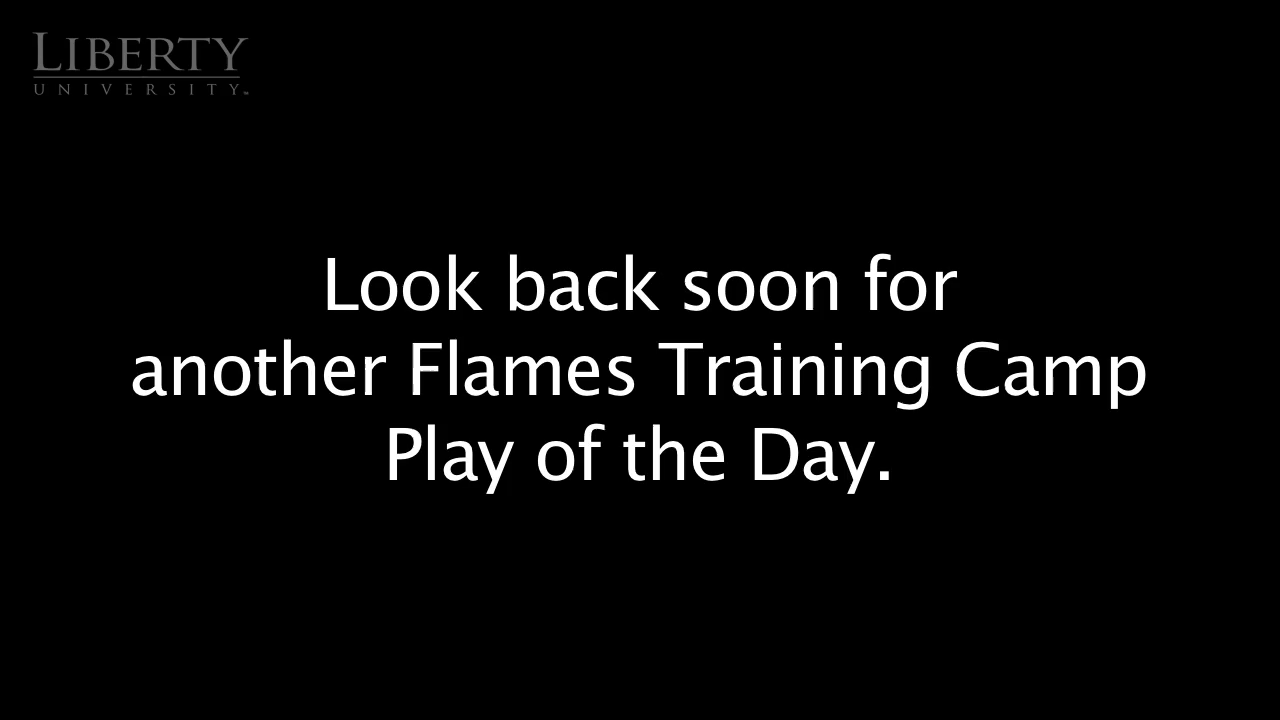 LIBERTY
UNIVERSITY
Look back soon for
another Flames Training Camp
Play of the Day.